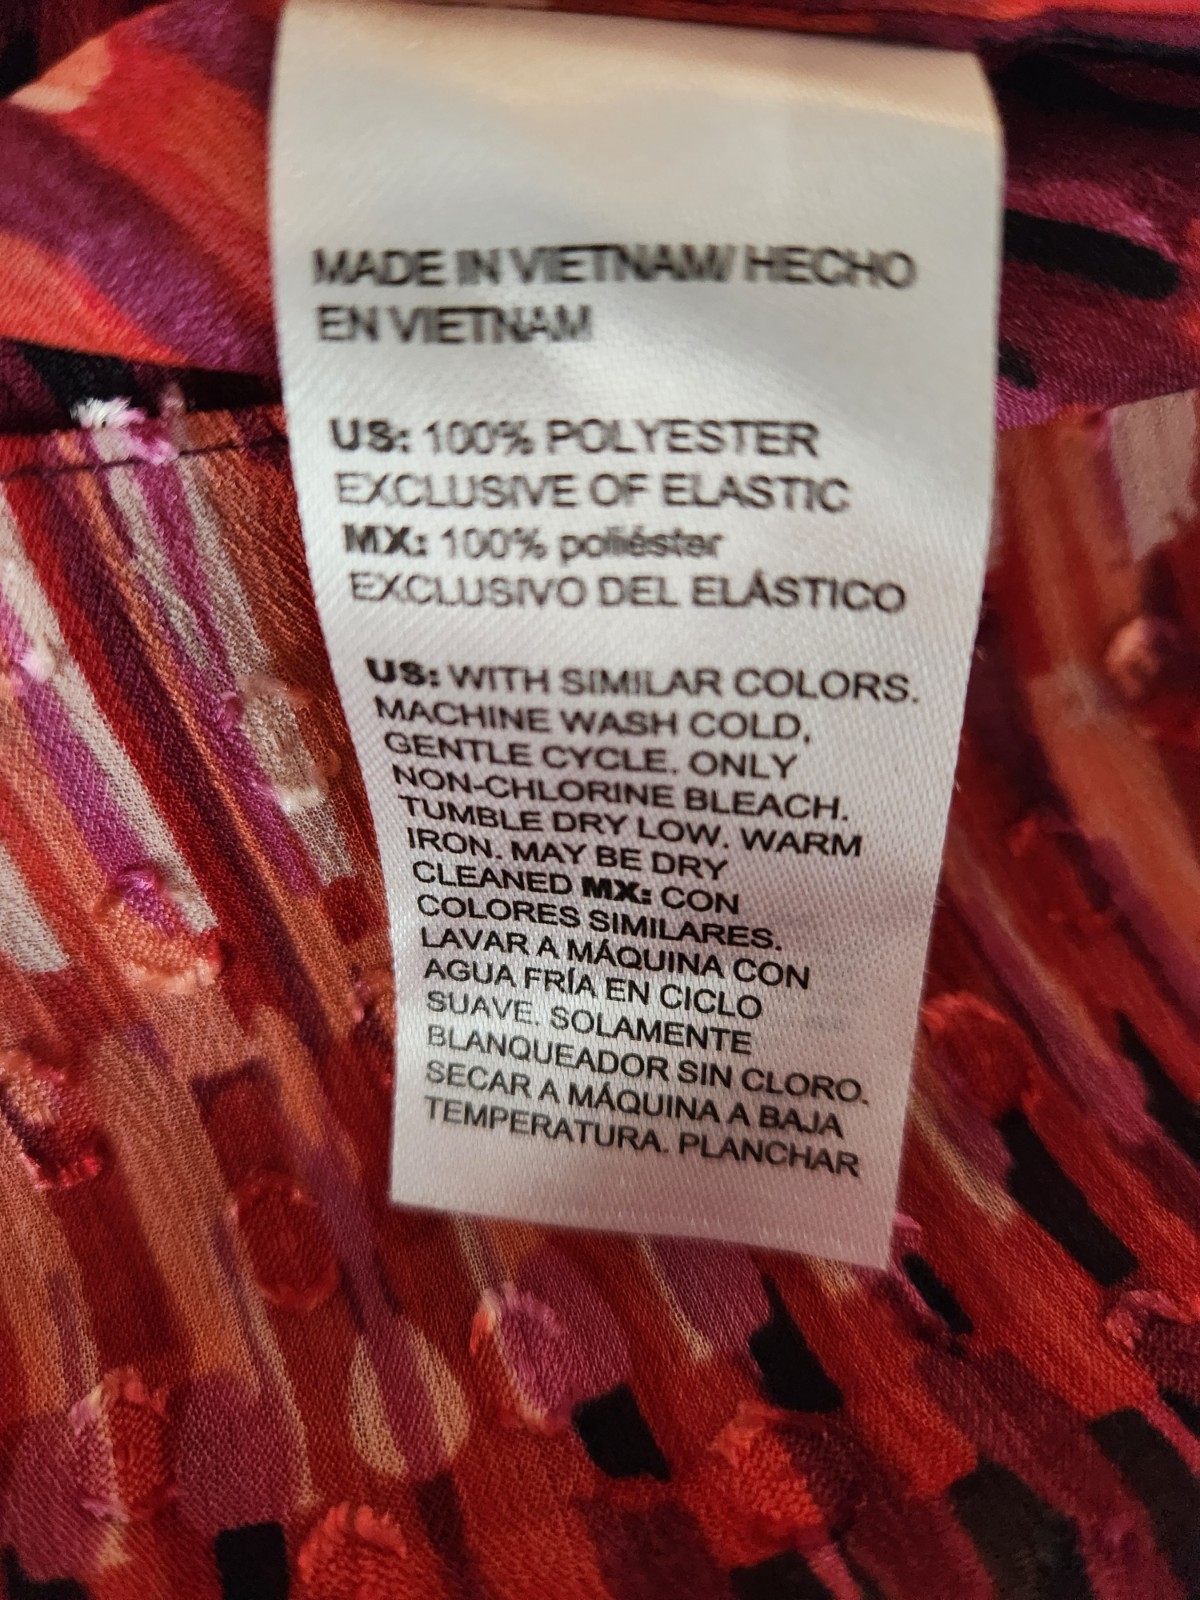 MADE IN VIETNAM/ HECHO
EN VIETNAM
US: 100% POLYESTER
EXCLUSIVE OF ELASTIC
MX: 100% poliéster
EXCLUSIVO DEL ELÁSTICO
US: WITH SIMILAR COLORS.
MACHINE WASH COLD,
GENTLE CYCLE. ONLY
NON-CHLORINE BLEACH.
TUMBLE DRY LOW. WARM
IRON. MAY BE DRY
CLEANED MX: CON
COLORES SIMILARES.
LAVAR A MÁQUINA CON
AGUA FRÍA EN CICLO
SUAVE. SOLAMENTE
BLANQUEADOR SIN CLORO.
SECAR A MÁQUINA A BAJA
TEMPERATURA. PLANCHAR